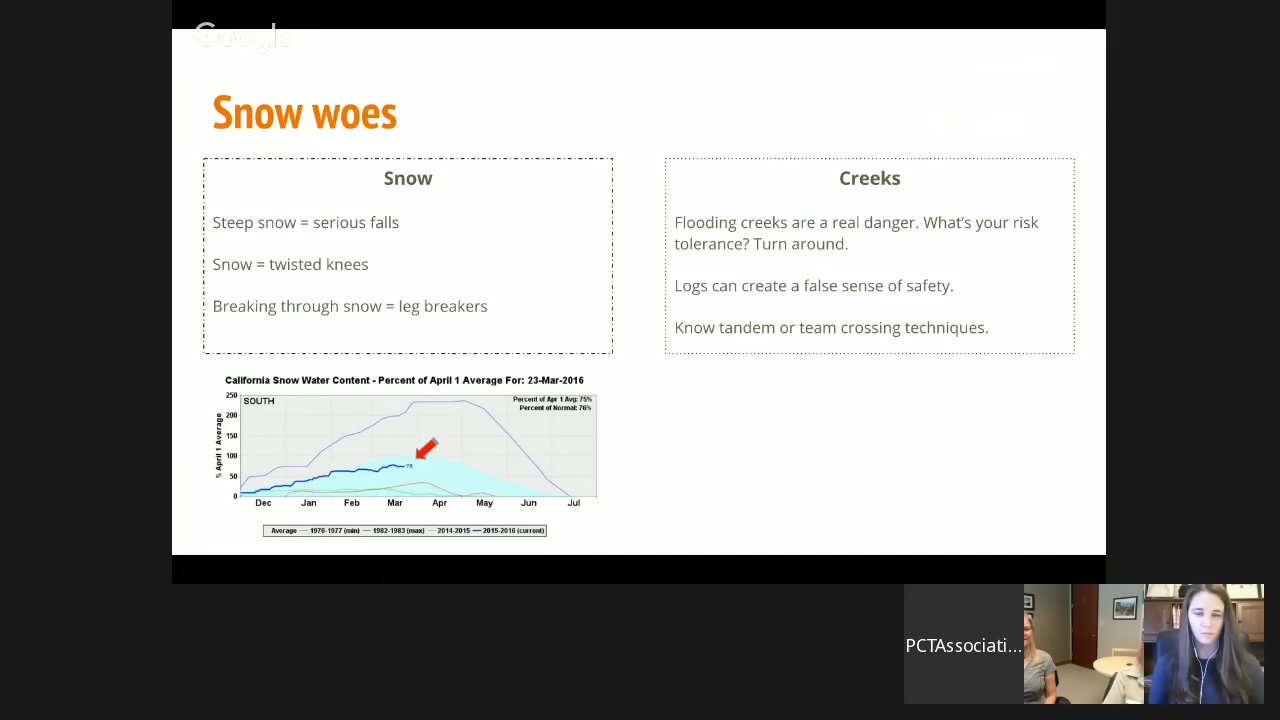 Google
Snow woes
Snow
Steep snow = serious falls
Snow = twisted knees
Breaking through snow = leg breakers
Creeks
Flooding creeks are a real danger. What's your risk
tolerance? Turn around.
Logs can create a false sense of safety.
Know tandem or team crossing techniques.
California Snow Water Content - Percent of April 1 Average For: 23-Mar-2016
SOUTH
Percent of Apr 1 Avg: 75%
Percent of Normal: 76%
% April 1 Average
250
200
150
100
50
0
75
Dec Jan Feb Mar Apr May Jun Jul
Average — 1976-1977 (min) — 1982-1983 (max) — 2014-2015 — 2015-2016 (current)
PCTAssociati...